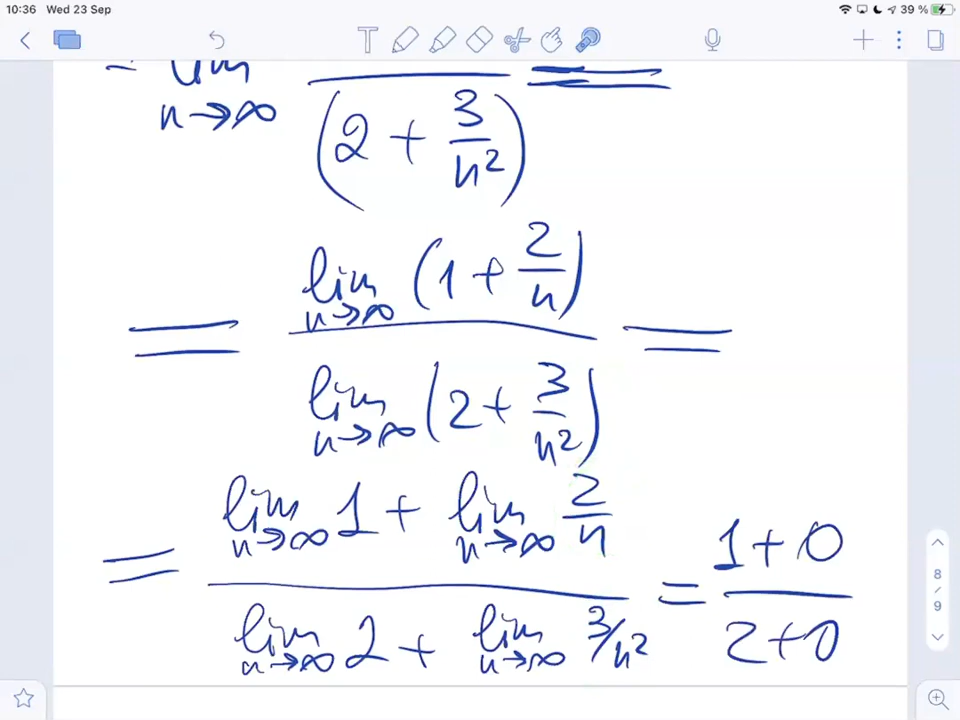 10:36 Wed 23 Sep 39 %
= lim
n→∞
(2 + 3/n²) =
= lim n→∞ (1 + 2/n)
lim n→∞ (2 + 3/n²) =
= lim n→∞ 1 + lim n→∞ 2/n
lim n→∞ 2 + lim n→∞ 3/n² = 1+0
2+0
8
/
9